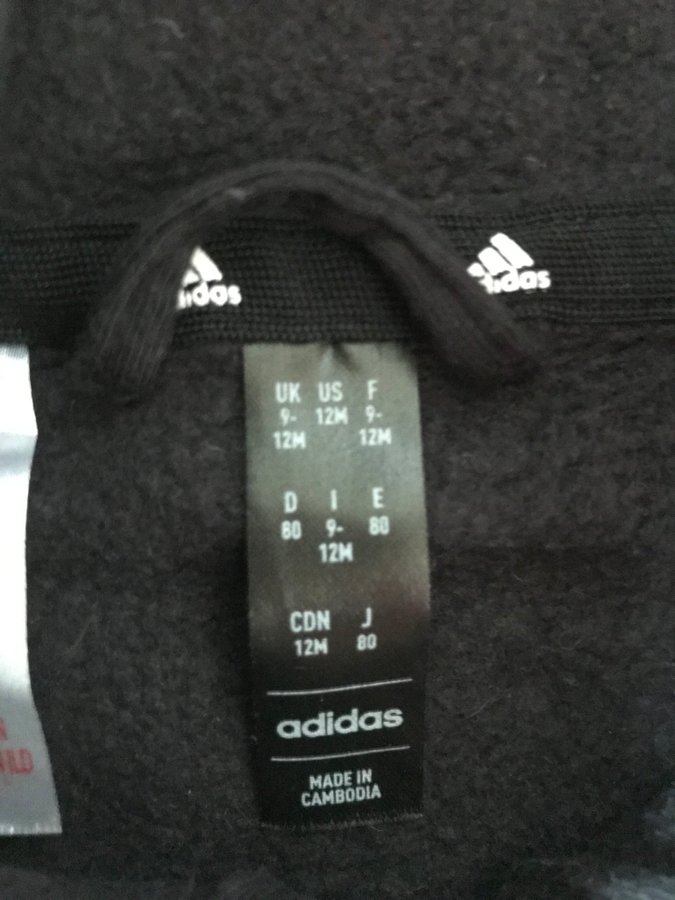 adidas
adidas
UK US F
9- 12M 9-
12M 12M
D I E
80 9- 80
12M
CDN J
12M 80
adidas
MADE IN
CAMBODIA